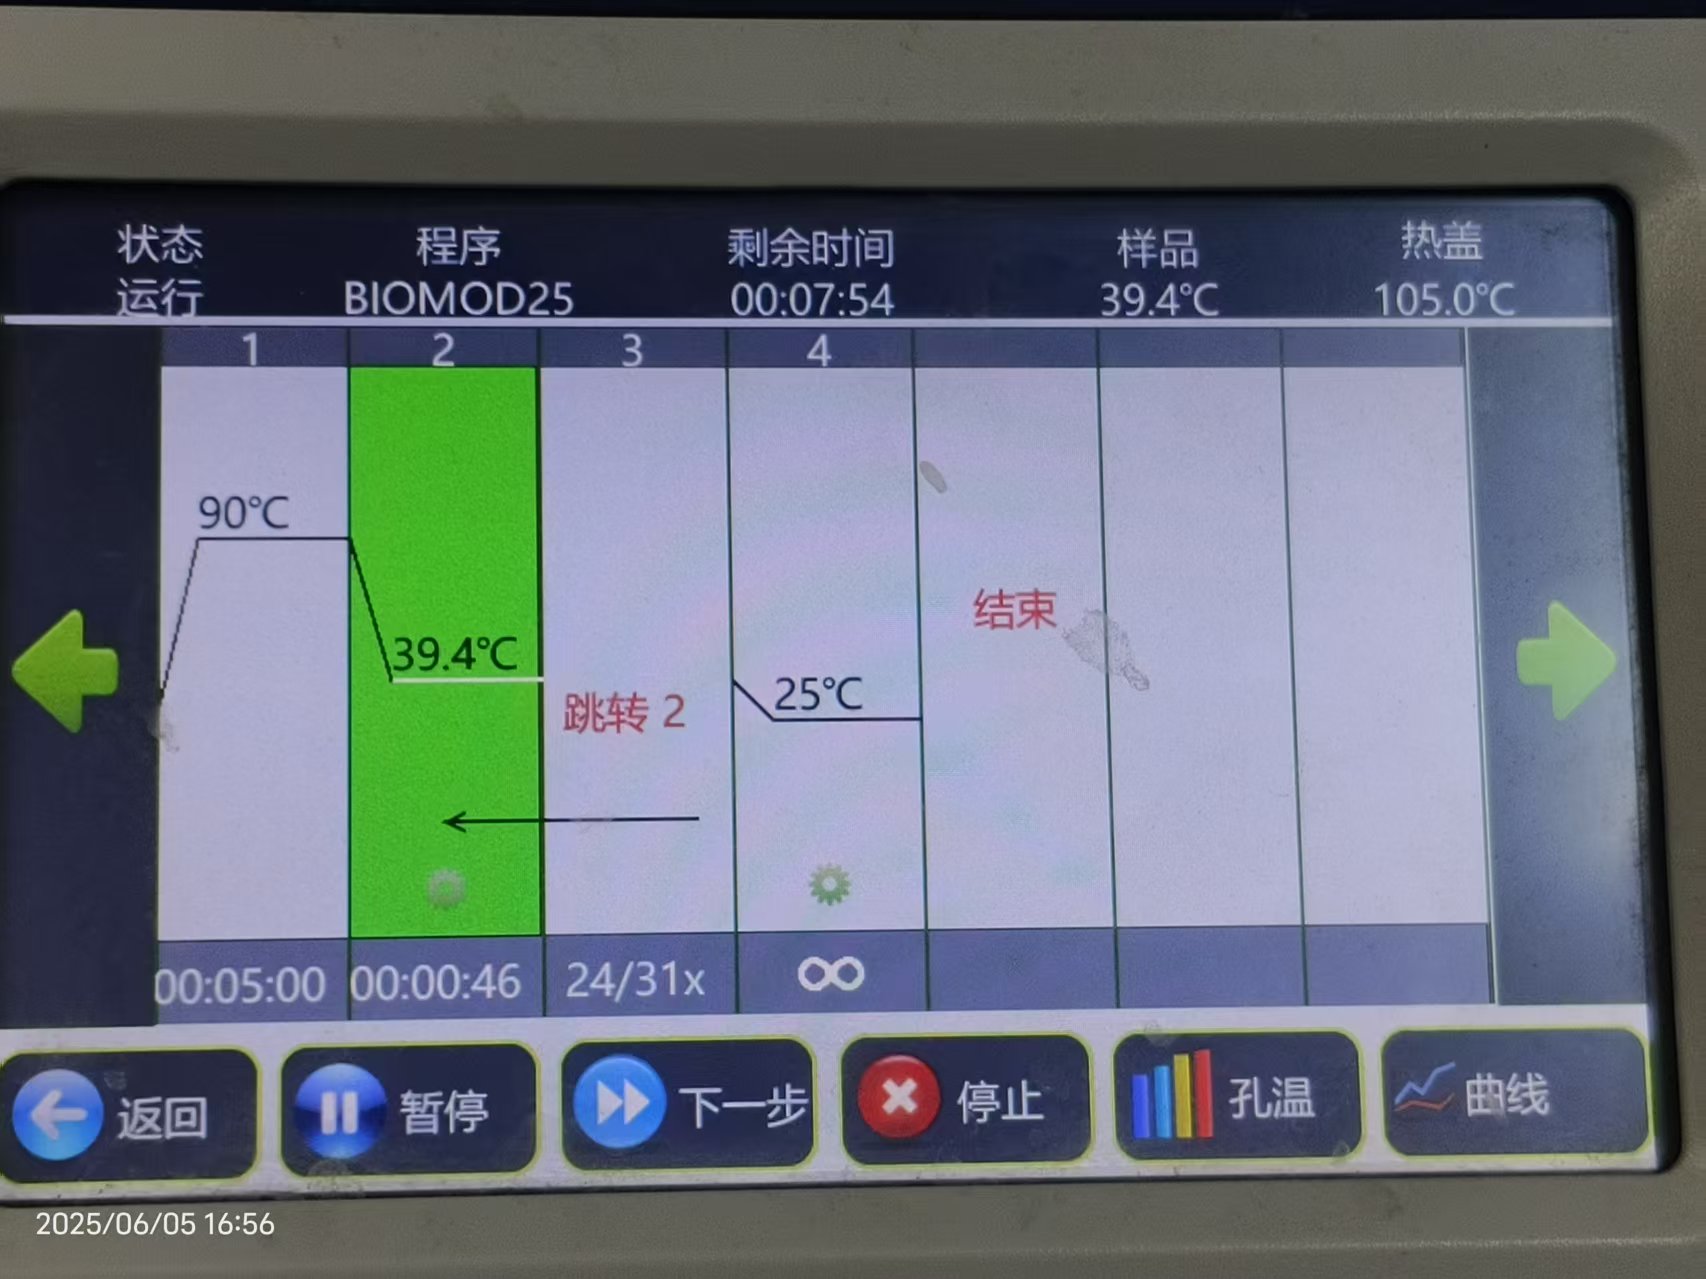 状态 程序 剩余时间 样品 热盖
运行 BIOMOD25 00:07:54 39.4℃ 105.0℃
1 2 3 4
90℃
39.4℃
跳转 2
25℃
结束
00:05:00 00:00:46 24/31x ∞
返回 暂停 下一步 停止 孔温 曲线
2025/06/05 16:56